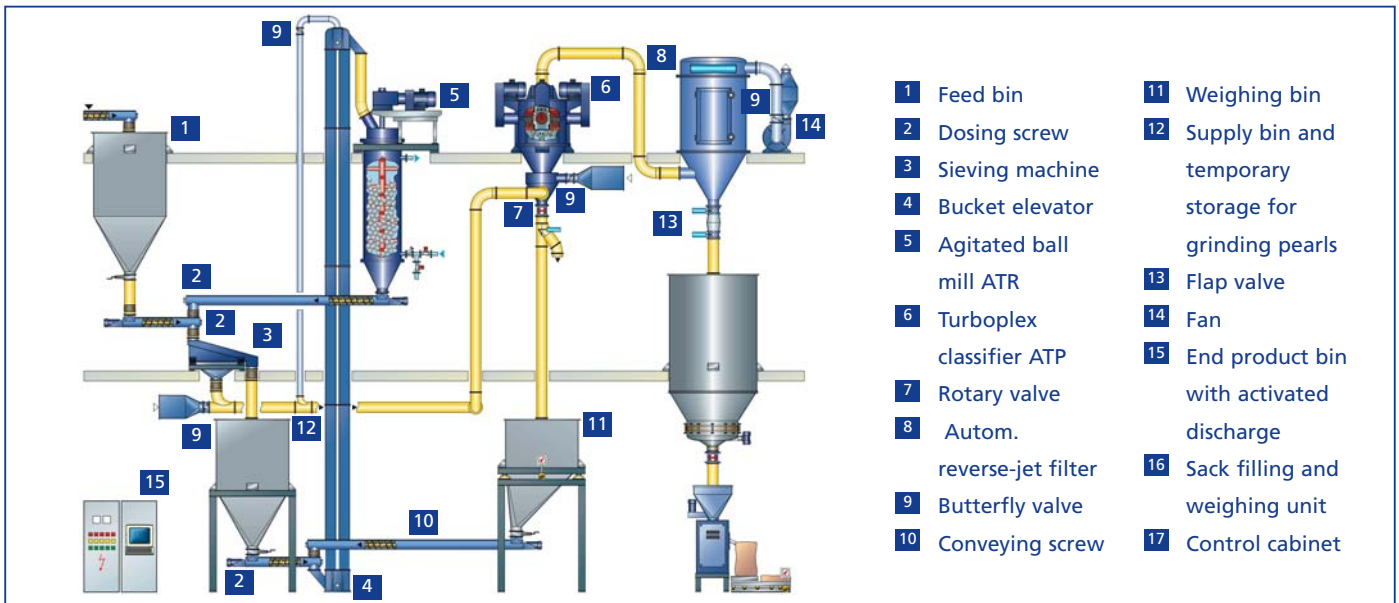 9
8
5
6
9
1
14
7
9
13
2
2
3
9
12
11
15
10
2
4
1 Feed bin
2 Dosing screw
3 Sieving machine
4 Bucket elevator
5 Agitated ball
mill ATR
6 Turboplex
classifier ATP
7 Rotary valve
8 Autom.
reverse-jet filter
9 Butterfly valve
10 Conveying screw
11 Weighing bin
12 Supply bin and
temporary
storage for
grinding pearls
13 Flap valve
14 Fan
15 End product bin
with activated
discharge
16 Sack filling and
weighing unit
17 Control cabinet